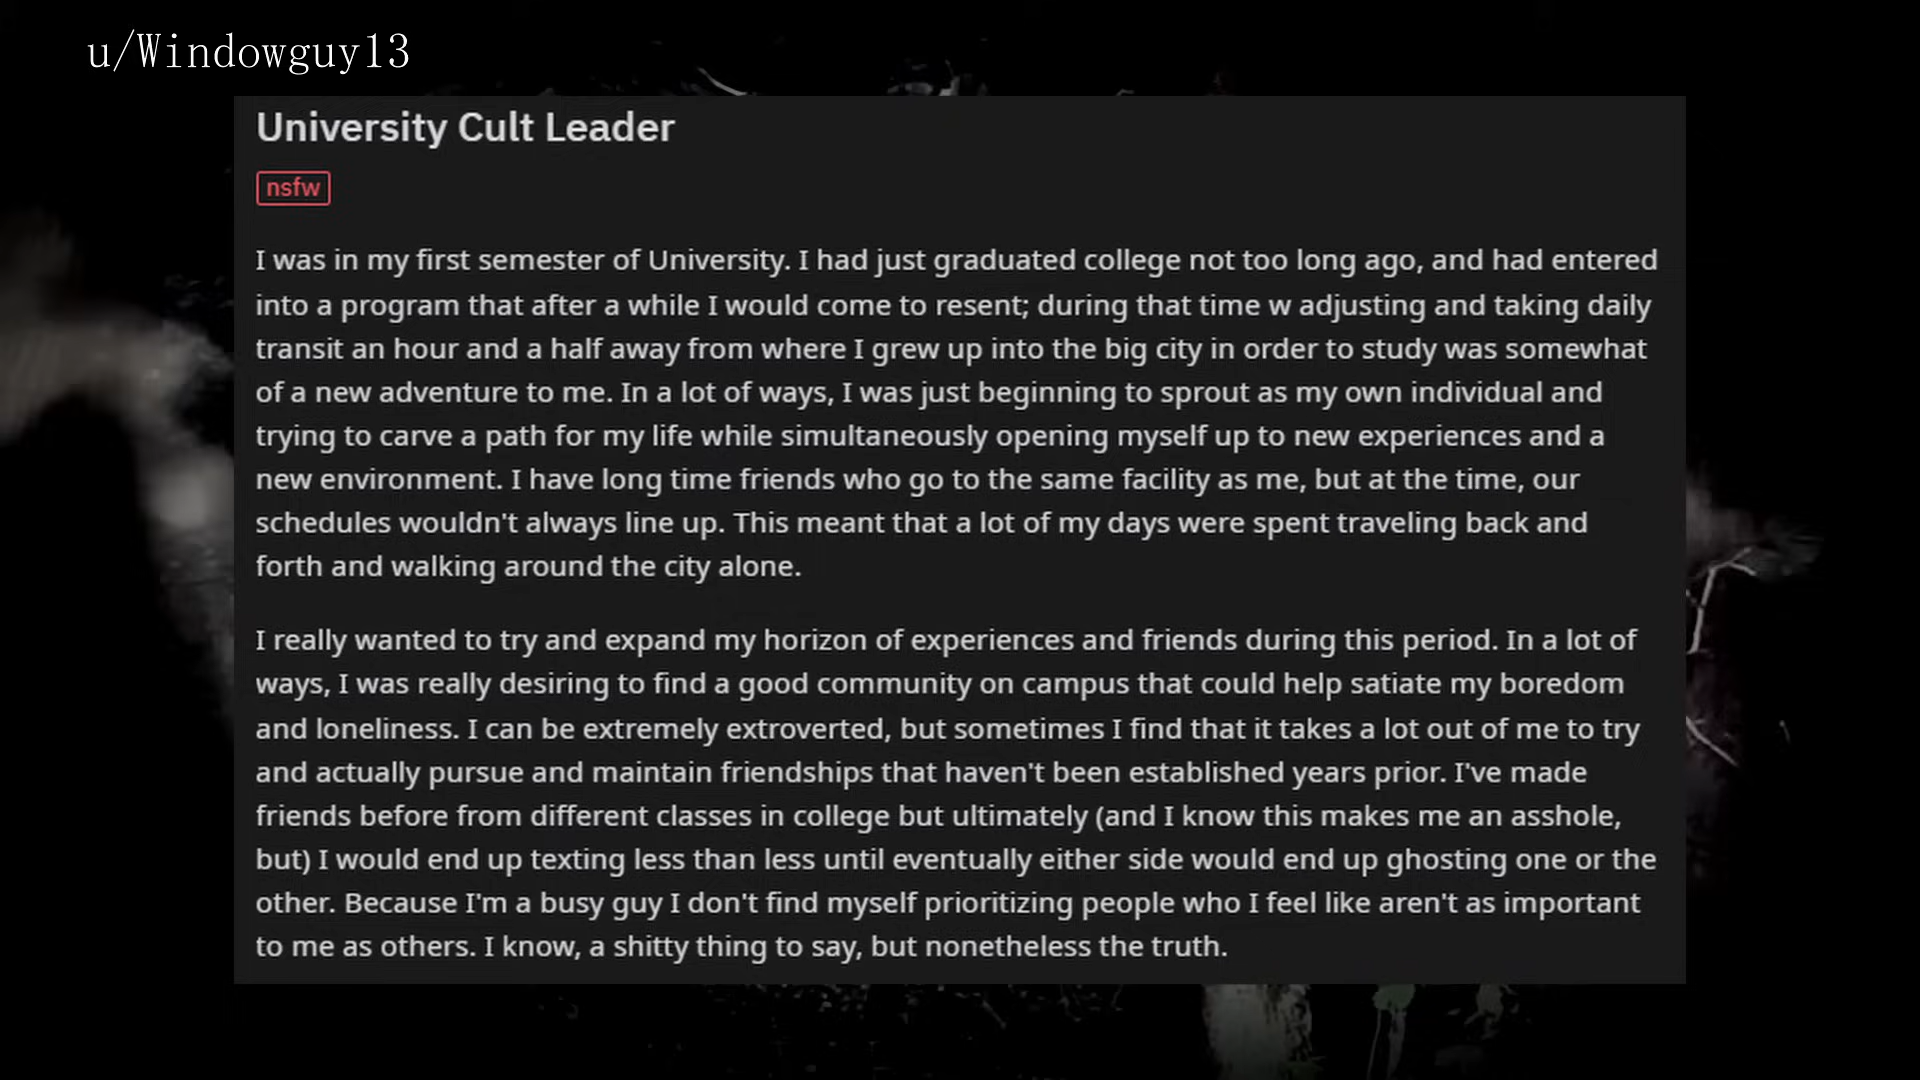 u/Windowguy13
University Cult Leader
nsfw
I was in my first semester of University. I had just graduated college not too long ago, and had entered
into a program that after a while I would come to resent; during that time w adjusting and taking daily
transit an hour and a half away from where I grew up into the big city in order to study was somewhat
of a new adventure to me. In a lot of ways, I was just beginning to sprout as my own individual and
trying to carve a path for my life while simultaneously opening myself up to new experiences and a
new environment. I have long time friends who go to the same facility as me, but at the time, our
schedules wouldn't always line up. This meant that a lot of my days were spent traveling back and
forth and walking around the city alone.
I really wanted to try and expand my horizon of experiences and friends during this period. In a lot of
ways, I was really desiring to find a good community on campus that could help satiate my boredom
and loneliness. I can be extremely extroverted, but sometimes I find that it takes a lot out of me to try
and actually pursue and maintain friendships that haven't been established years prior. I've made
friends before from different classes in college but ultimately (and I know this makes me an asshole,
but) I would end up texting less than less until eventually either side would end up ghosting one or the
other. Because I'm a busy guy I don't find myself prioritizing people who I feel like aren't as important
to me as others. I know, a shitty thing to say, but nonetheless the truth.